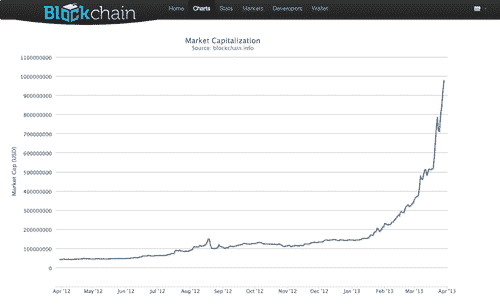 Blockchain
Home Charts Stats Markets Developers Wallet
Market Capitalization
Source: blockchain.info
Market Cap (USD)
1100000000
1000000000
900000000
800000000
700000000
600000000
500000000
400000000
300000000
200000000
100000000
0
Apr '12 May '12 Jun '12 Jul '12 Aug '12 Sep '12 Oct '12 Nov '12 Dec '12 Jan '13 Feb '13 Mar '13 Apr '13